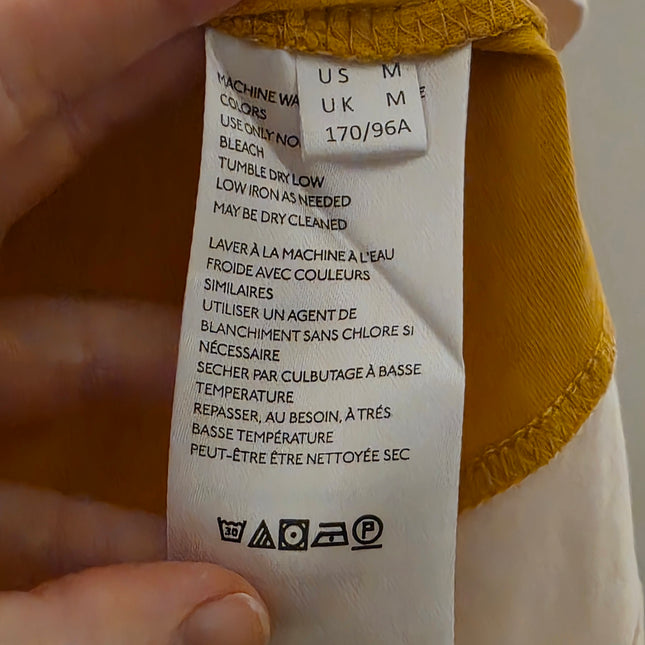 US M
UK M
170/96A
MACHINE WA
COLORS
USE ONLY NO
BLEACH
TUMBLE DRY LOW
LOW IRON AS NEEDED
MAY BE DRY CLEANED
LAVER À LA MACHINE À L'EAU
FROIDE AVEC COULEURS
SIMILAIRES
UTILISER UN AGENT DE
BLANCHIMENT SANS CHLORE SI
NÉCESSAIRE
SECHER PAR CULBUTAGE À BASSE
TEMPERATURE
REPASSER, AU BESOIN, À TRÉS
BASSE TEMPÉRATURE
PEUT-ÊTRE ÊTRE NETTOYÉE SEC
30 P